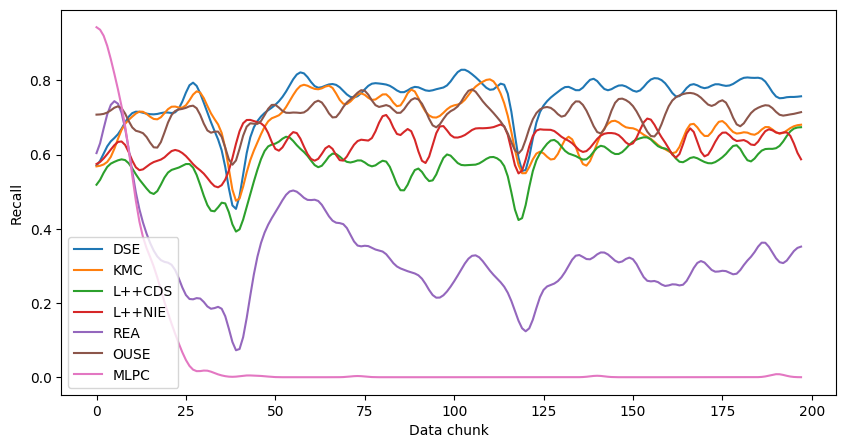 Recall
0.8
0.6
0.4
0.2
0.0
DSE
KMC
L++CDS
L++NIE
REA
OUSE
MLPC
0 25 50 75 100 125 150 175 200
Data chunk